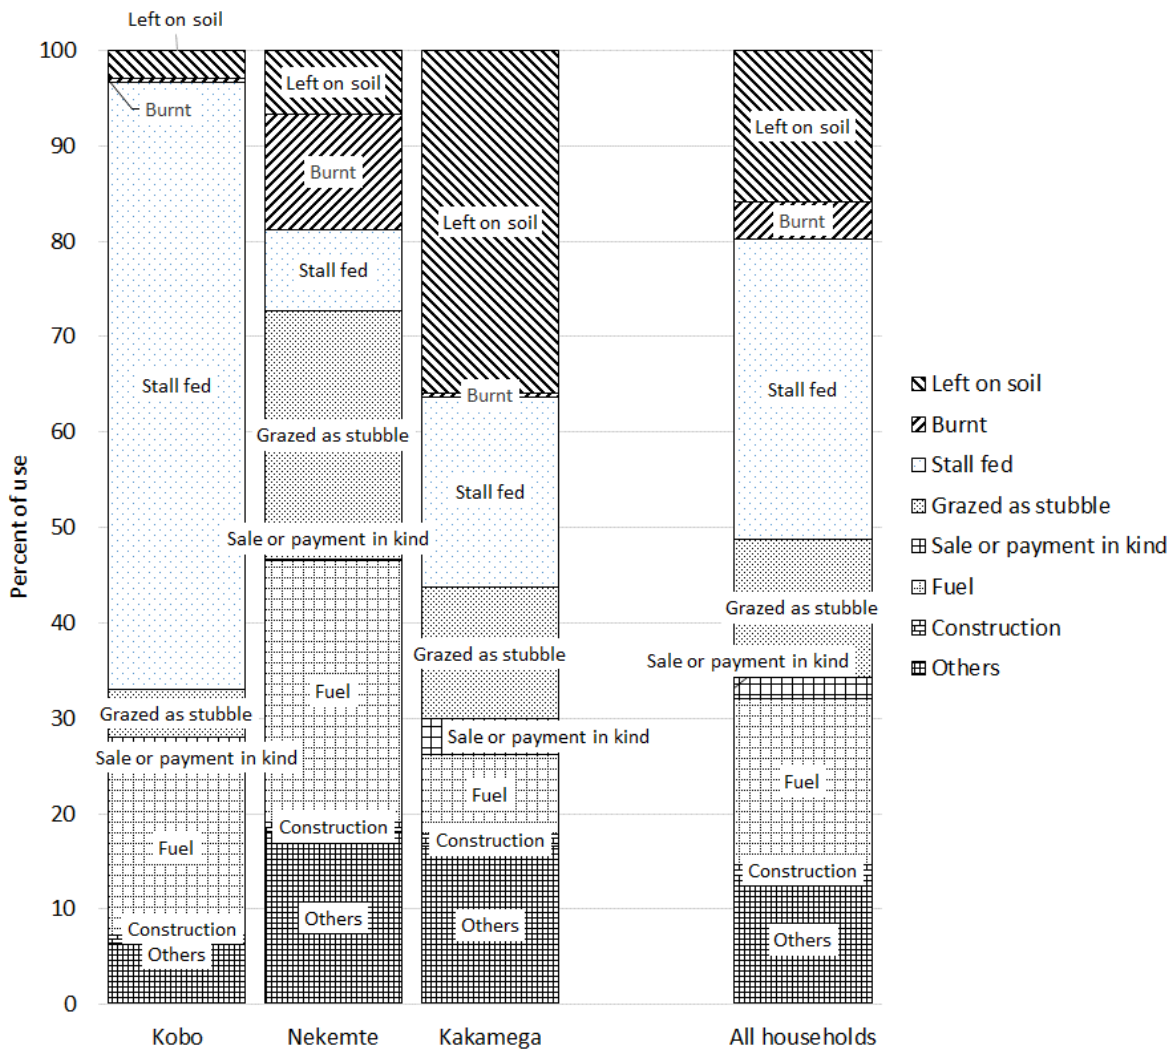 Left on soil
100
90
80
70
60
50
40
30
20
10
0
Percent of use
Burnt
Stall fed
Grazed as stubble
Sale or payment in kind
Fuel
Construction
Others
Kobo
Left on soil
Burnt
Stall fed
Grazed as stubble
Sale or payment in kind
Fuel
Construction
Others
Nekemte
Left on soil
Burnt
Stall fed
Grazed as stubble
Sale or payment in kind
Fuel
Construction
Others
Kakamega
Left on soil
Burnt
Stall fed
Grazed as stubble
Sale or payment in kind
Fuel
Construction
Others
All households
Left on soil
Burnt
Stall fed
Grazed as stubble
Sale or payment in kind
Fuel
Construction
Others